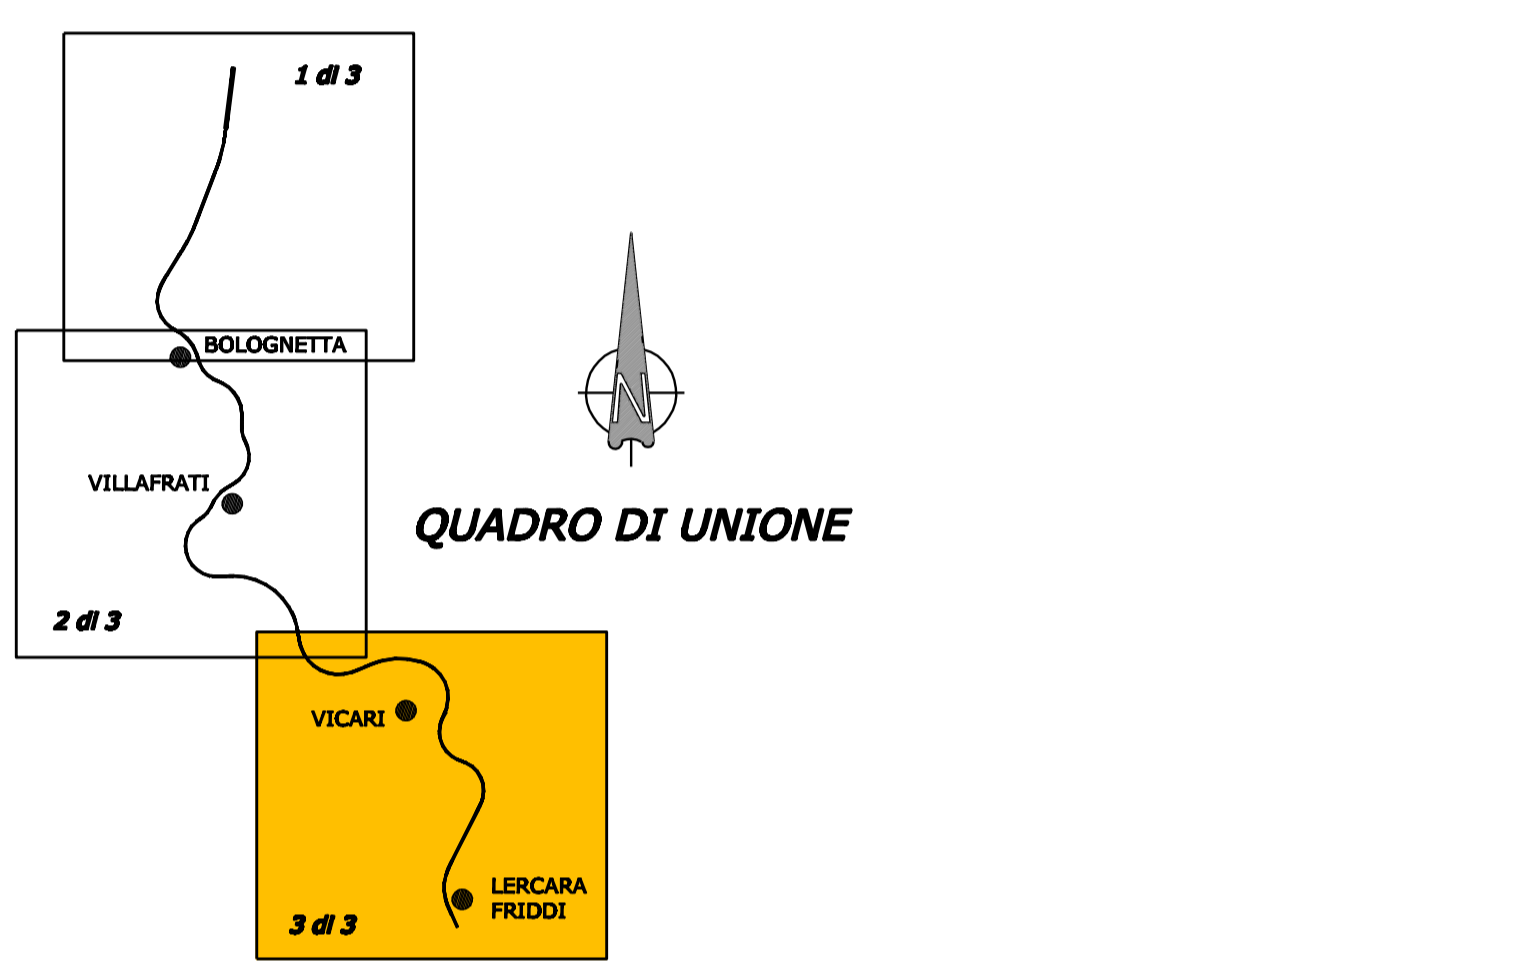 1 di 3
BOLOGNETTA
N
VILLAFRATI
QUADRO DI UNIONE
2 di 3
VICARI
LERCARA
FRIDDI
3 di 3